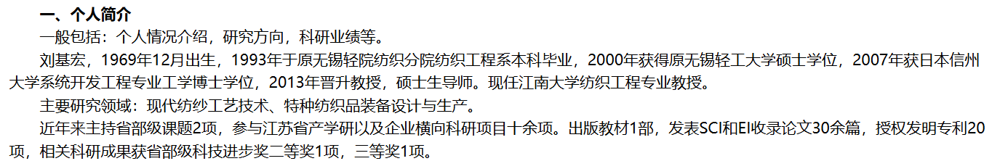 一、个人简介
一般包括：个人情况介绍，研究方向，科研业绩等。
刘基宏，1969年12月出生，1993年于原无锡轻院纺织分院纺织工程系本科毕业，2000年获得原无锡轻工大学硕士学位，2007年获日本信州
大学系统开发工程专业工学博士学位，2013年晋升教授，硕士生导师。现任江南大学纺织工程专业教授。
主要研究领域：现代纺纱工艺技术、特种纺织品装备设计与生产。
近年来主持省部级课题2项，参与江苏省产学研以及企业横向科研项目十余项。出版教材1部，发表SCI和EI收录论文30余篇，授权发明专利20
项，相关科研成果获省部级科技进步奖二等奖1项，三等奖1项。